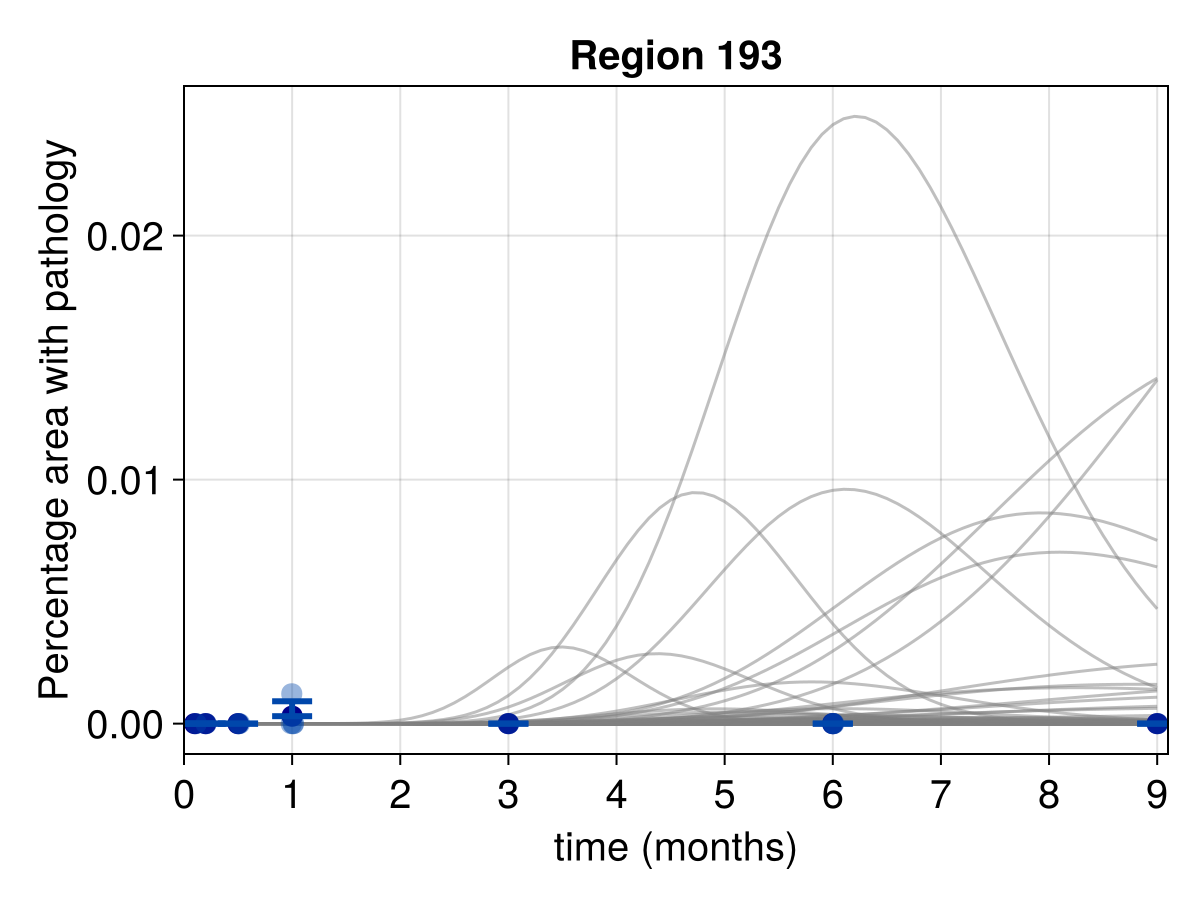 Region 193
Percentage area with pathology
0.02
0.01
0.00
0 1 2 3 4 5 6 7 8 9
time (months)